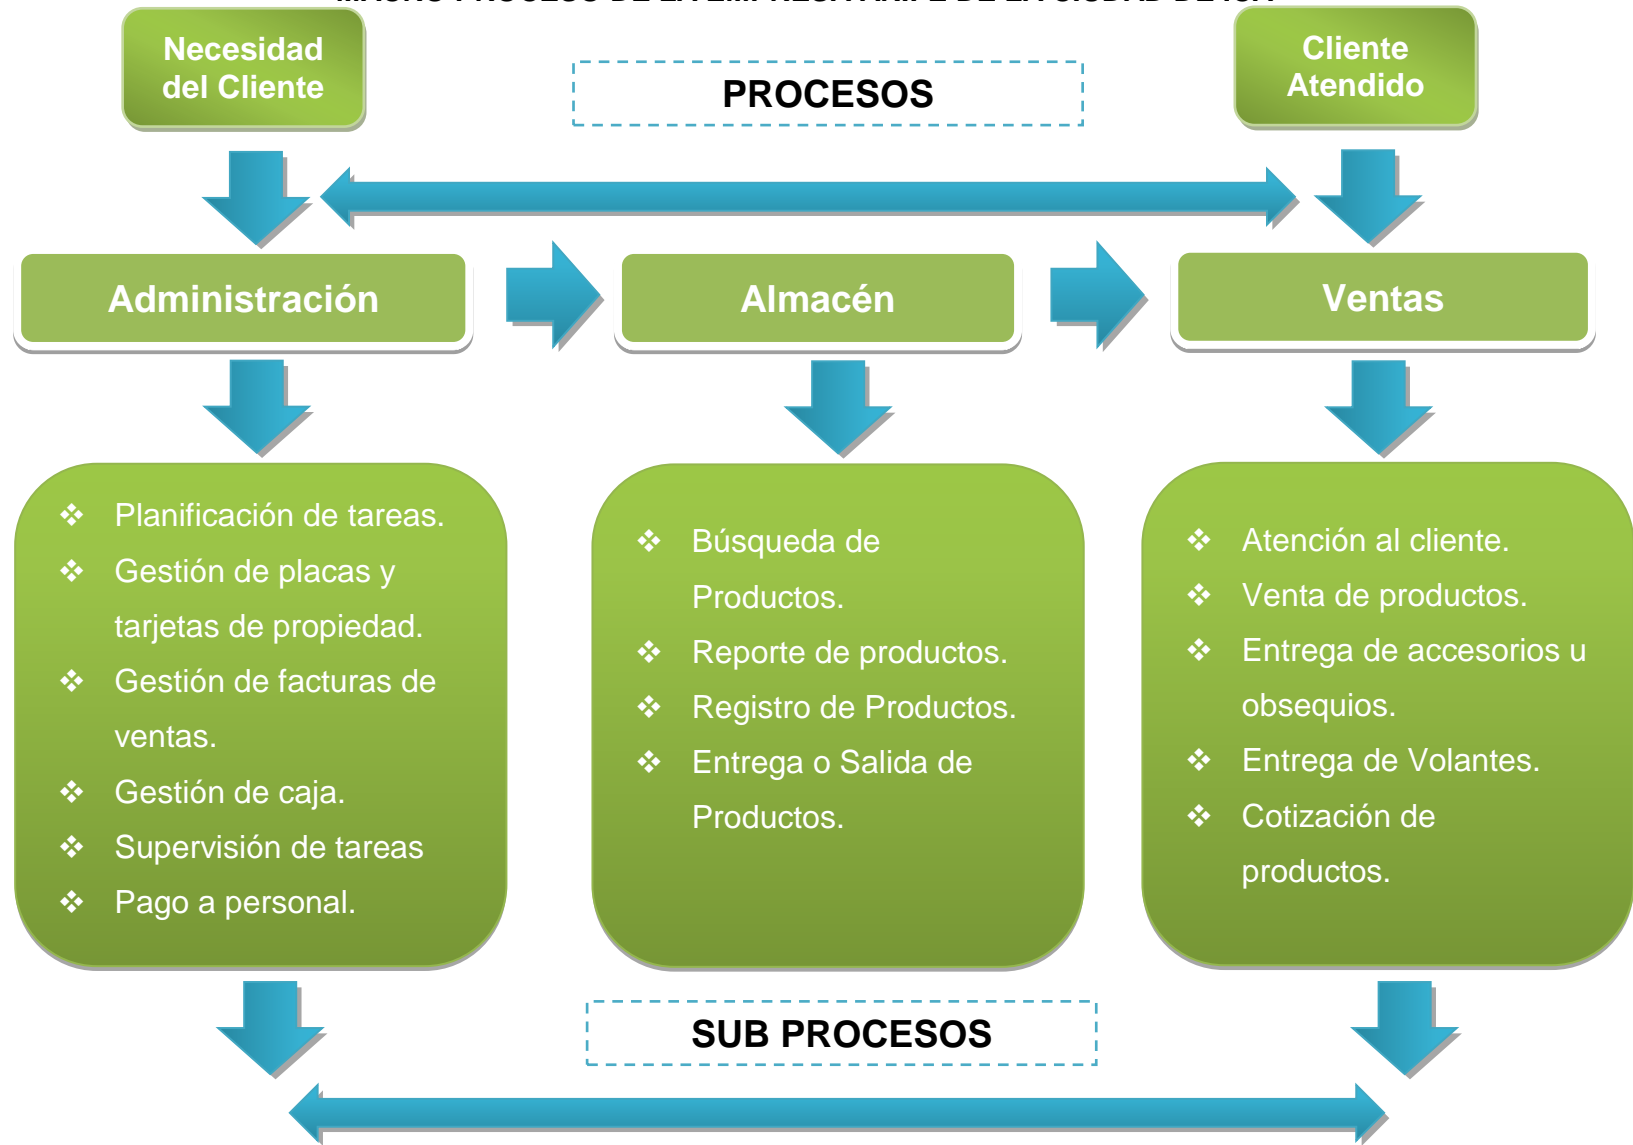 Necesidad
del Cliente
PROCESOS
Cliente
Atendido
Administración
Almacén
Ventas
❖ Planificación de tareas.
❖ Gestión de placas y
tarjetas de propiedad.
❖ Gestión de facturas de
ventas.
❖ Gestión de caja.
❖ Supervisión de tareas
❖ Pago a personal.
❖ Búsqueda de
Productos.
❖ Reporte de productos.
❖ Registro de Productos.
❖ Entrega o Salida de
Productos.
❖ Atención al cliente.
❖ Venta de productos.
❖ Entrega de accesorios u
obsequios.
❖ Entrega de Volantes.
❖ Cotización de
productos.
SUB PROCESOS